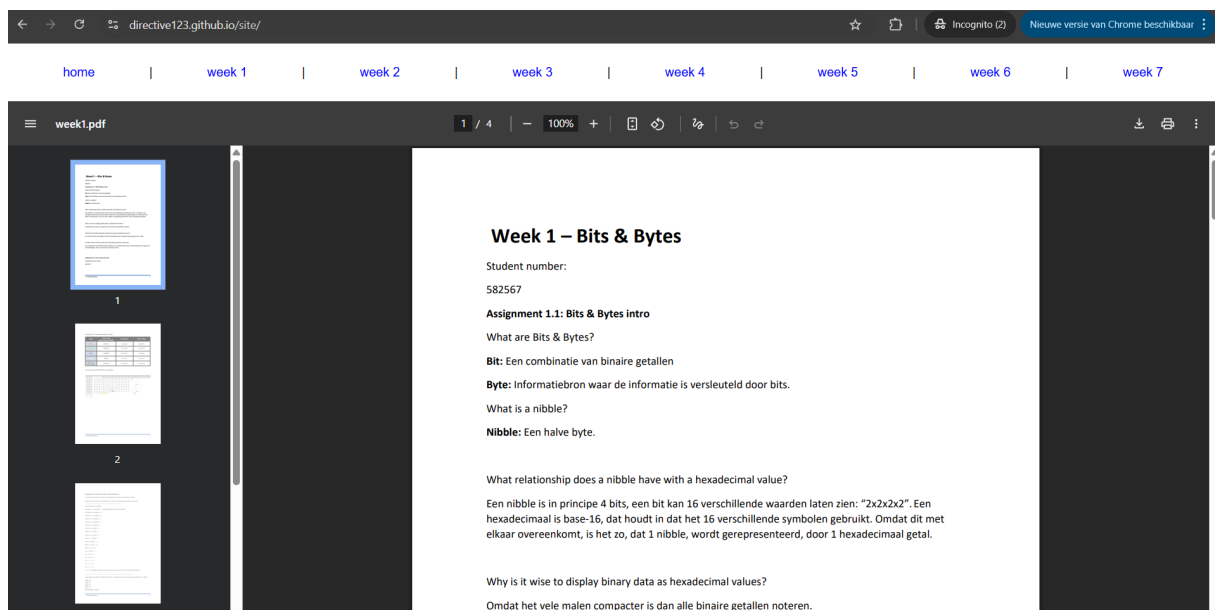 directive123.github.io/site/
Incognito (2)
Nieuwe versie van Chrome beschikbaar
home | week 1 | week 2 | week 3 | week 4 | week 5 | week 6 | week 7
week1.pdf
1 / 4
100%
1
2
Week 1 – Bits & Bytes
Student number:
582567
Assignment 1.1: Bits & Bytes intro
What are Bits & Bytes?
Bit: Een combinatie van binaire getallen
Byte: Informatiebron waar de informatie is versleuteld door bits.
What is a nibble?
Nibble: Een halve byte.
What relationship does a nibble have with a hexadecimal value?
Een nibble is in principe 4 bits, een bit kan 16 verschillende waarden laten zien: “2x2x2x2”. Een
hexadecimaal is base-16, dat houdt in dat het 16 verschillende symbolen gebruikt. Omdat dit met
elkaar overeenkomt, is het zo, dat 1 nibble, wordt gerepresenteerd, door 1 hexadecimaal getal.
Why is it wise to display binary data as hexadecimal values?
Omdat het vele malen compacter is dan alle binaire getallen noteren.